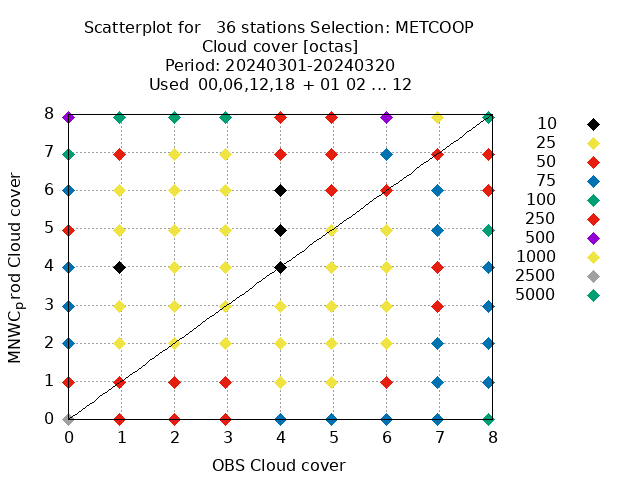 Scatterplot for   36 stations Selection: METCOOP
Cloud cover [octas]
Period: 20240301-20240320
Used  00,06,12,18 + 01 02 ... 12
MNWC_prod Cloud cover
8
7
6
5
4
3
2
1
0
0 1 2 3 4 5 6 7 8
OBS Cloud cover
10
25
50
75
100
250
500
1000
2500
5000